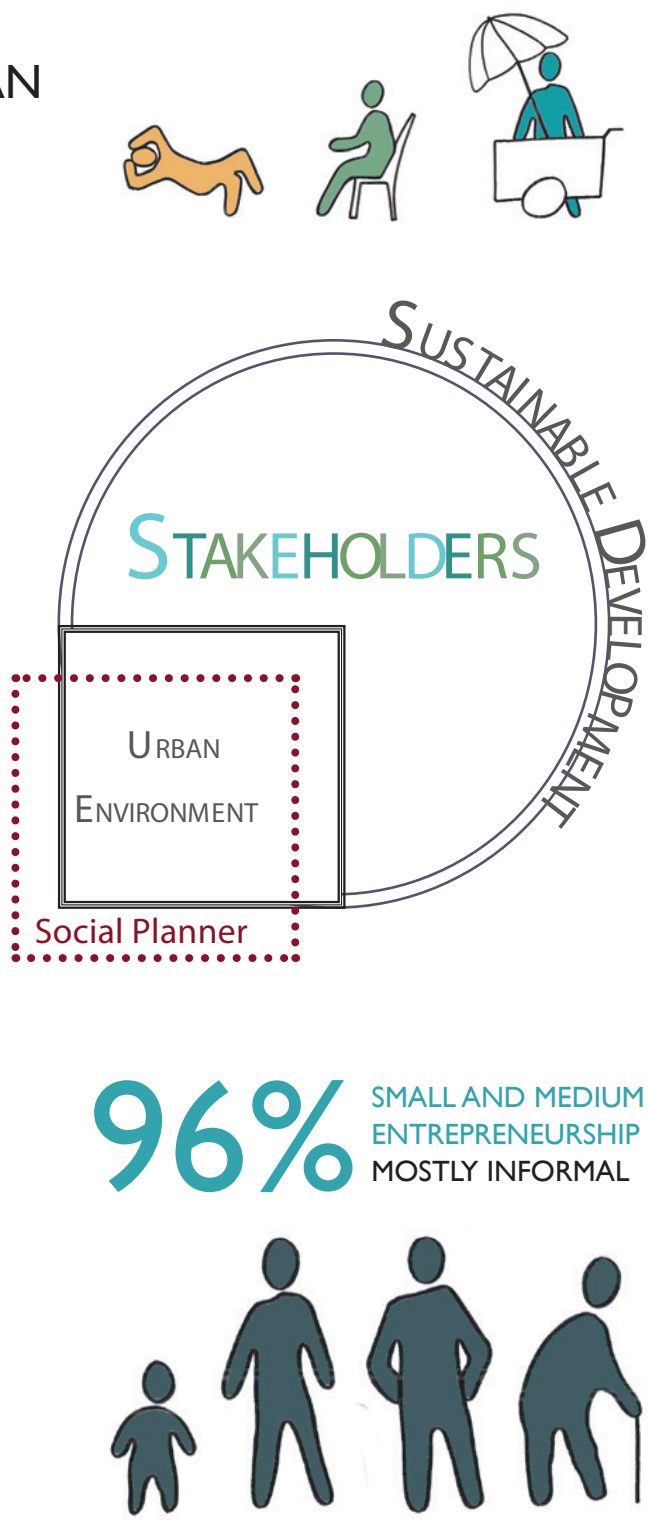 AN
SUSTAINABLE DEVELOPMENT
STAKEHOLDERS
URBAN
ENVIRONMENT
Social Planner
96%
SMALL AND MEDIUM
ENTREPRENEURSHIP
MOSTLY INFORMAL